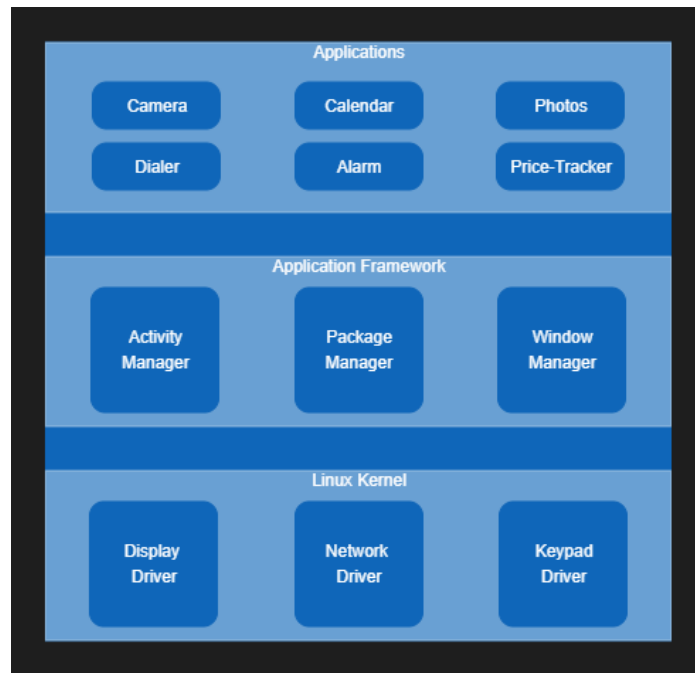 Applications
Camera
Calendar
Photos
Dialer
Alarm
Price-Tracker
Application Framework
Activity
Manager
Package
Manager
Window
Manager
Linux Kernel
Display
Driver
Network
Driver
Keypad
Driver